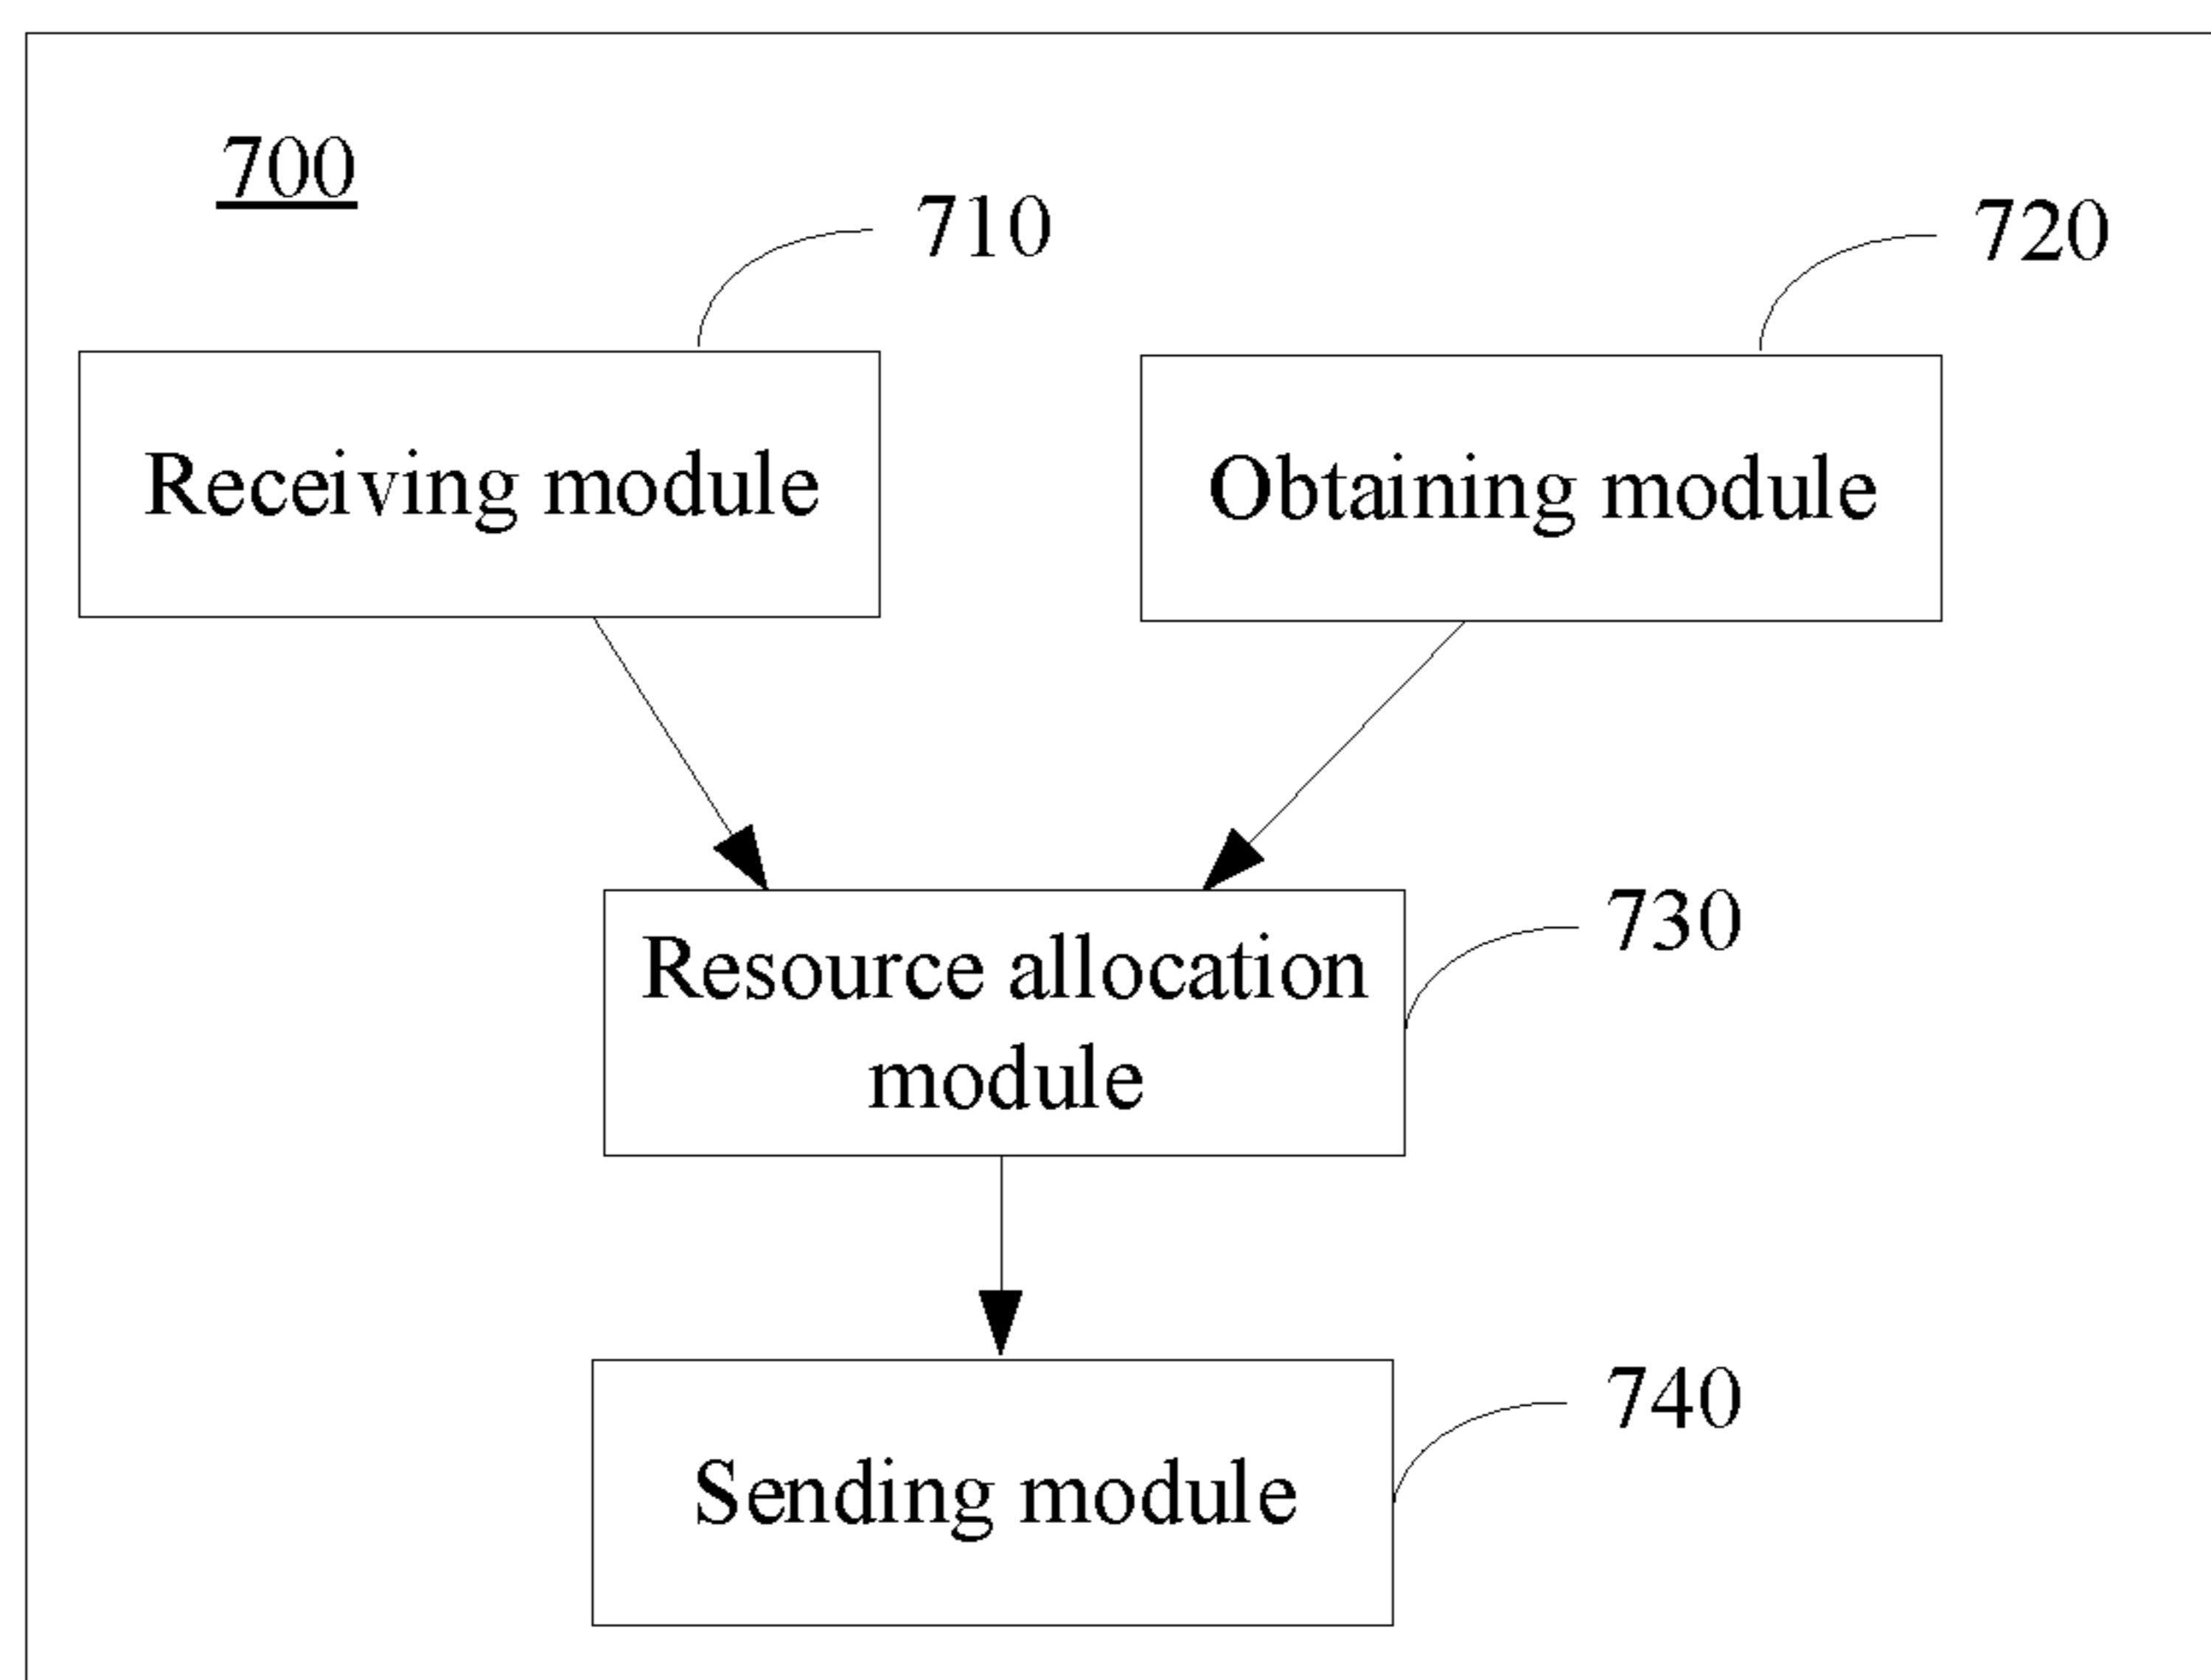 700
710
720
Receiving module
Obtaining module
Resource allocation
module
730
740
Sending module